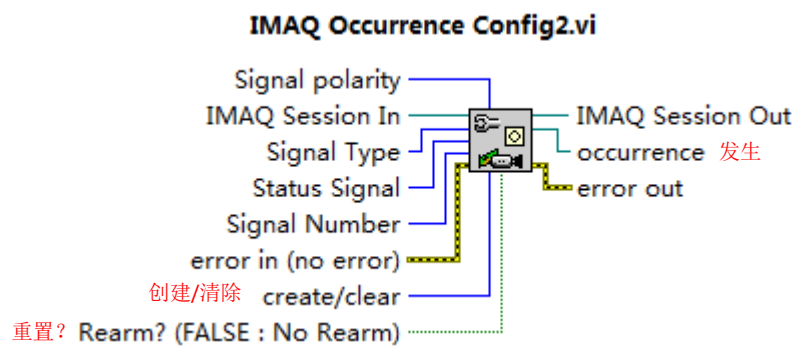 IMAQ Occurrence Config2.vi
Signal polarity
IMAQ Session In
IMAQ Session Out
Signal Type
occurrence 发生
Status Signal
error out
Signal Number
error in (no error)
创建/清除 create/clear
重置？ Rearm? (FALSE : No Rearm)